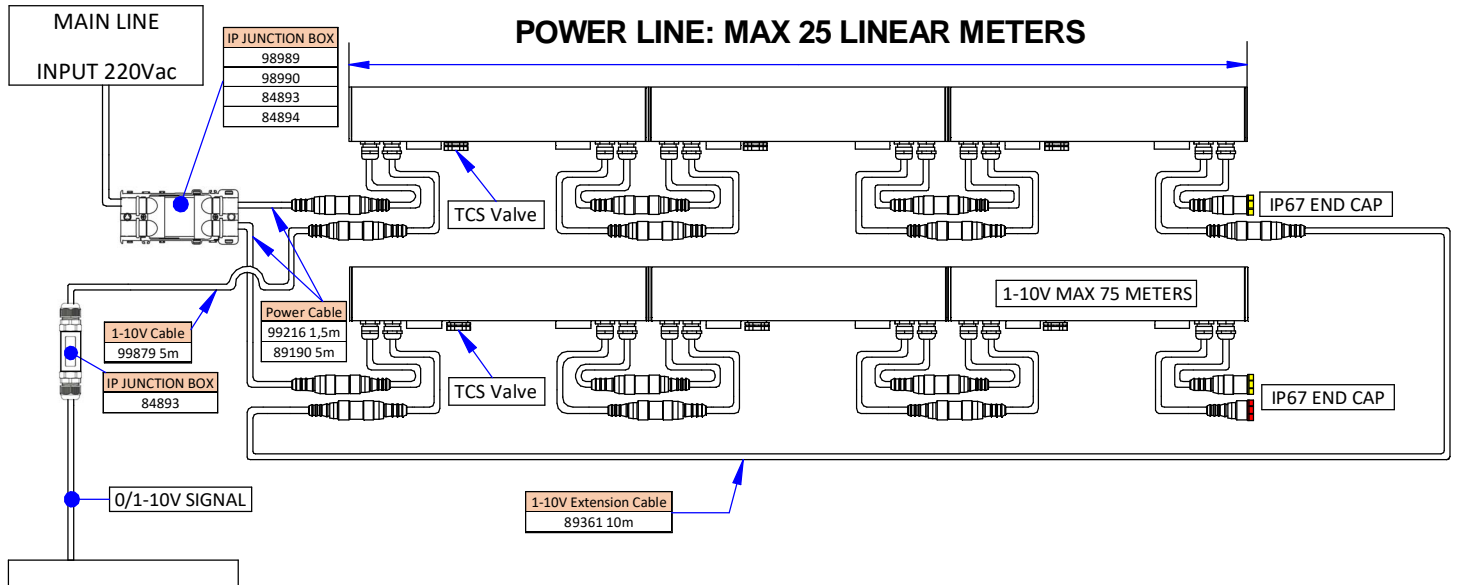 MAIN LINE
INPUT 220Vac
IP JUNCTION BOX
98989
98990
84893
84894
POWER LINE: MAX 25 LINEAR METERS
TCS Valve
IP67 END CAP
1-10V MAX 75 METERS
Power Cable
99216 1,5m
89190 5m
1-10V Cable
99879 5m
IP JUNCTION BOX
84893
TCS Valve
IP67 END CAP
0/1-10V SIGNAL
1-10V Extension Cable
89361 10m